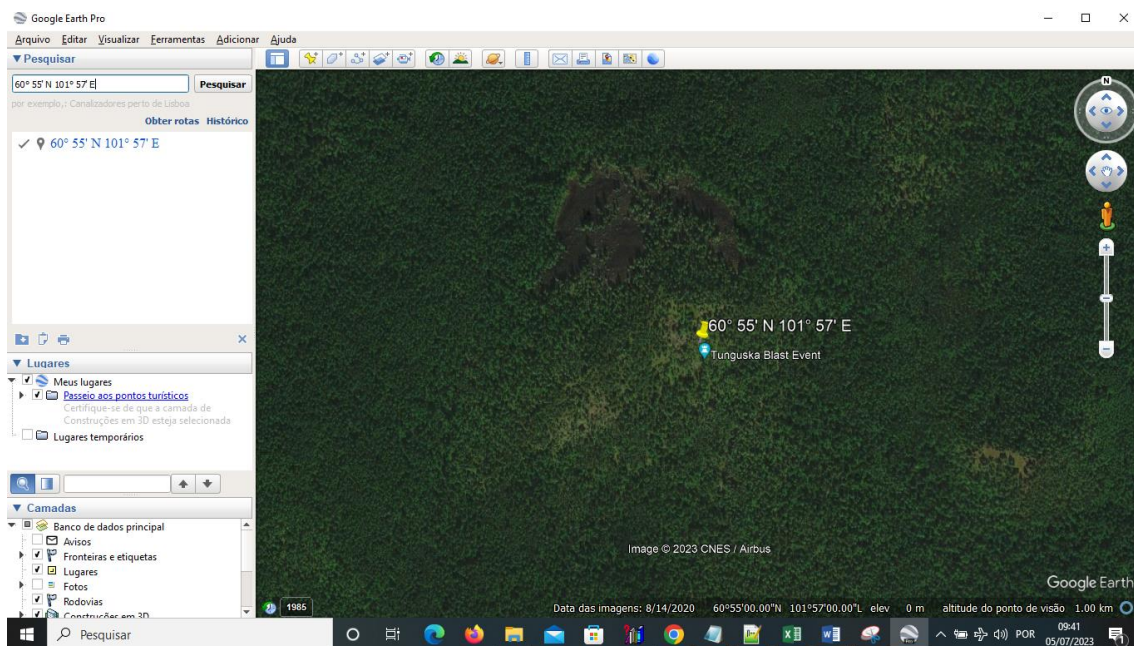 Google Earth Pro
Arquivo Editar Visualizar Ferramentas Adicionar Ajuda
Pesquisar
60° 55' N 101° 57' E
Pesquisar
por exemplo,: Canalizadores perto de Lisboa
Obter rotas Histórico
60° 55' N 101° 57' E
Lugares
Meus lugares
Passeio aos pontos turísticos
Certifique-se de que a camada de
Construções em 3D esteja selecionada
Lugares temporários
Camadas
Banco de dados principal
Avisos
Fronteiras e etiquetas
Lugares
Fotos
Rodovias
Construções em 3D
N
60° 55' N 101° 57' E
Tunguska Blast Event
Image © 2023 CNES / Airbus
Google Earth
1985
Data das imagens: 8/14/2020 60°55'00.00"N 101°57'00.00"L elev 0 m altitude do ponto de visão 1.00 km
Pesquisar
POR
09:41
05/07/2023